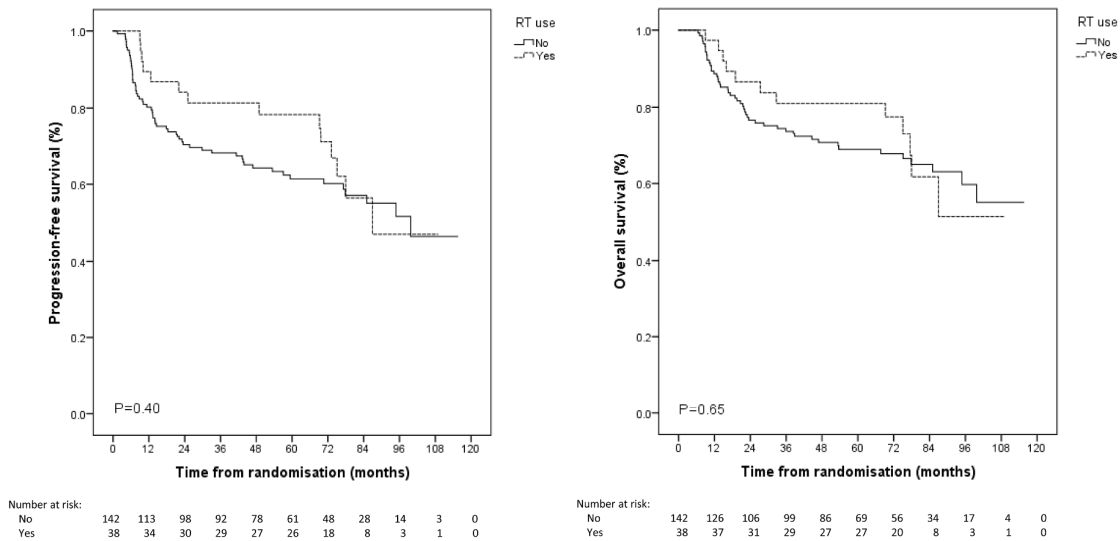 RT use
No
Yes
1.0
0.8
0.6
0.4
0.2
0.0
Progression-free survival (%)
P=0.40
0 12 24 36 48 60 72 84 96 108 120
Time from randomisation (months)
Number at risk:
No 142 113 98 92 78 61 48 28 14 3 0
Yes 38 34 30 29 27 26 18 8 3 1 0
RT use
No
Yes
1.0
0.8
0.6
0.4
0.2
0.0
Overall survival (%)
P=0.65
0 12 24 36 48 60 72 84 96 108 120
Time from randomisation (months)
Number at risk:
No 142 126 106 99 86 69 56 34 17 4 0
Yes 38 37 31 29 27 27 20 8 3 1 0